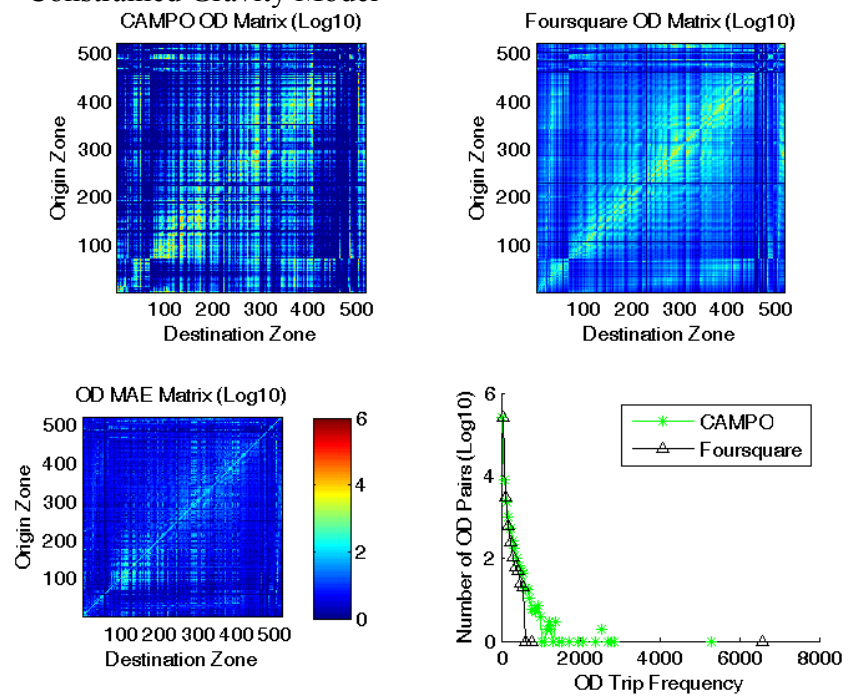 Constrained Gravity Model
CAMPO OD Matrix (Log10)
500
400
300
200
100
Origin Zone
100 200 300 400 500
Destination Zone
Foursquare OD Matrix (Log10)
500
400
300
200
100
Origin Zone
100 200 300 400 500
Destination Zone
OD MAE Matrix (Log10)
500
400
300
200
100
Origin Zone
100 200 300 400 500
Destination Zone
6
4
2
0
6
4
2
0
Number of OD Pairs (Log10)
CAMPO
Foursquare
0 2000 4000 6000 8000
OD Trip Frequency